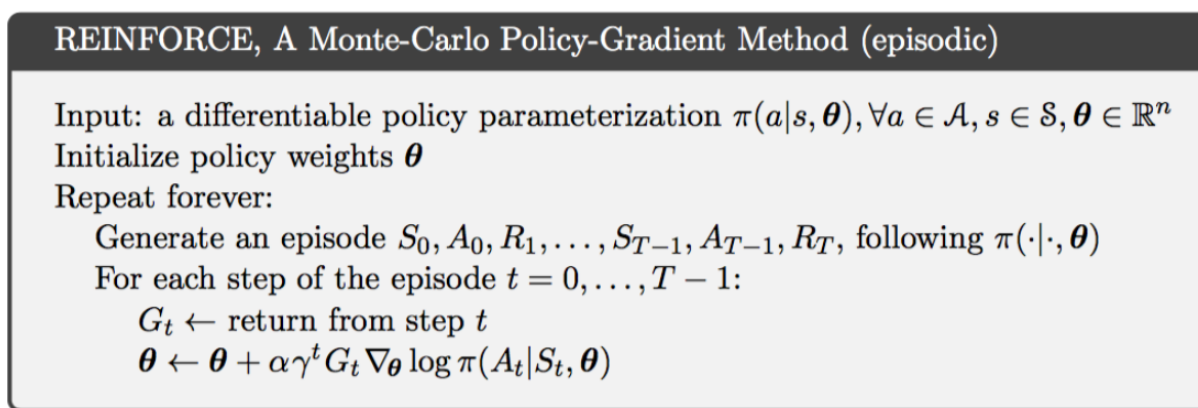 REINFORCE, A Monte-Carlo Policy-Gradient Method (episodic)
Input: a differentiable policy parameterization π(a|s, θ), ∀a ∈ 𝒜, s ∈ 𝒮, θ ∈ ℝⁿ
Initialize policy weights θ
Repeat forever:
Generate an episode S₀, A₀, R₁, . . . , S_{T−1}, A_{T−1}, R_T, following π(·|·, θ)
For each step of the episode t = 0, . . . , T − 1:
G_t ← return from step t
θ ← θ + αγᵗ G_t ∇_θ log π(A_t|S_t, θ)